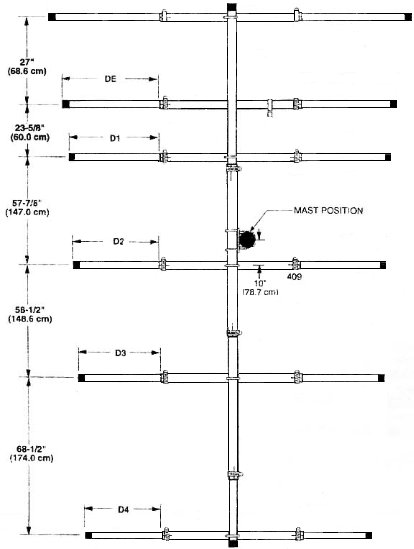 27"
(68.6 cm)
DE
23-5/8"
(60.0 cm)
D1
57-7/8"
(147.0 cm)
MAST POSITION
D2
10"
(78.7 cm)
409
58-1/2"
(148.6 cm)
D3
68-1/2"
(174.0 cm)
D4